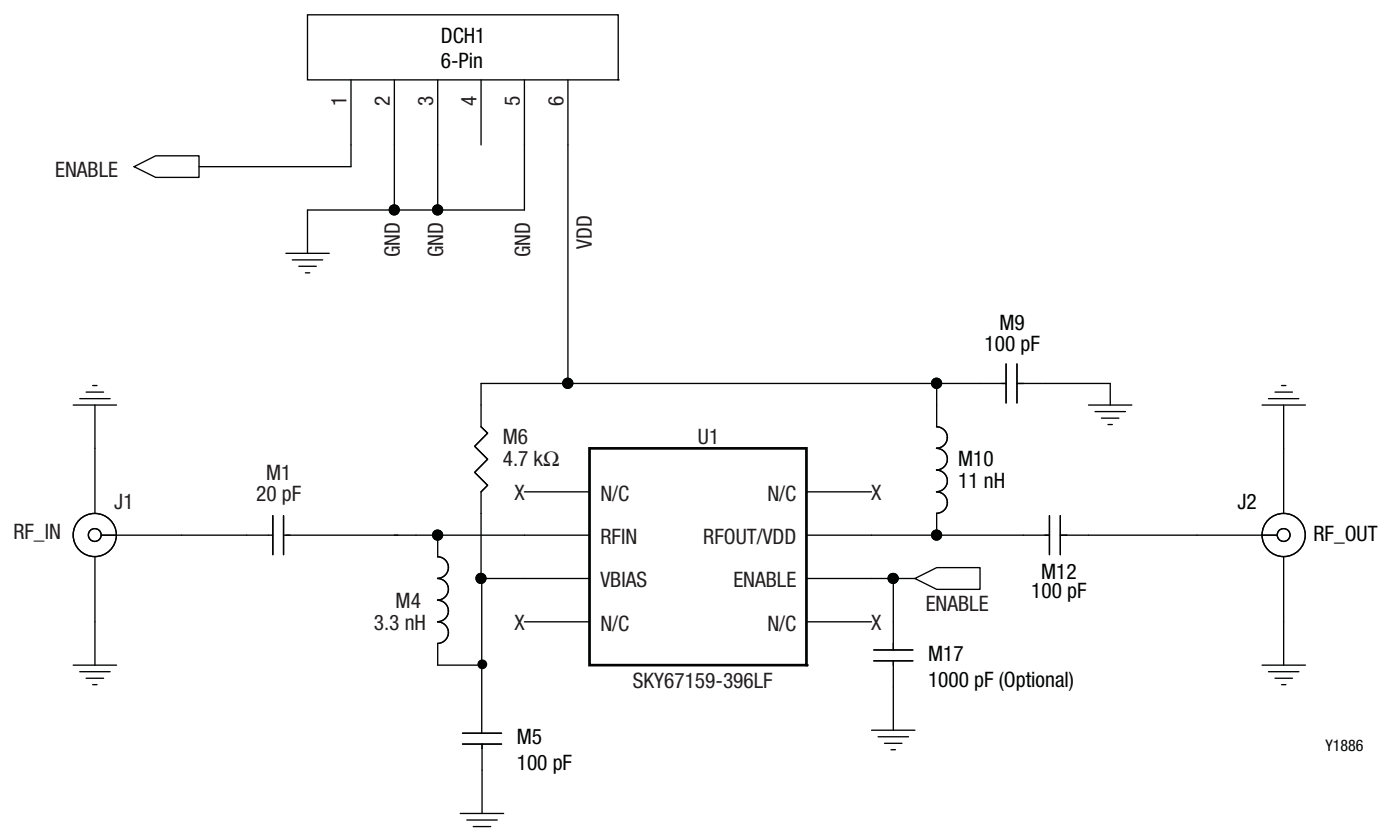 DCH1
6-Pin
1
2
3
4
5
6
ENABLE
GND
GND
GND
VDD
M9
100 pF
M6
4.7 kΩ
U1
M10
11 nH
M1
20 pF
N/C
N/C
J1
J2
RF_IN
RFIN
RFOUT/VDD
RF_OUT
M12
100 pF
VBIAS
ENABLE
ENABLE
M4
3.3 nH
X
X
X
X
N/C
N/C
SKY67159-396LF
M17
1000 pF (Optional)
M5
100 pF
Y1886